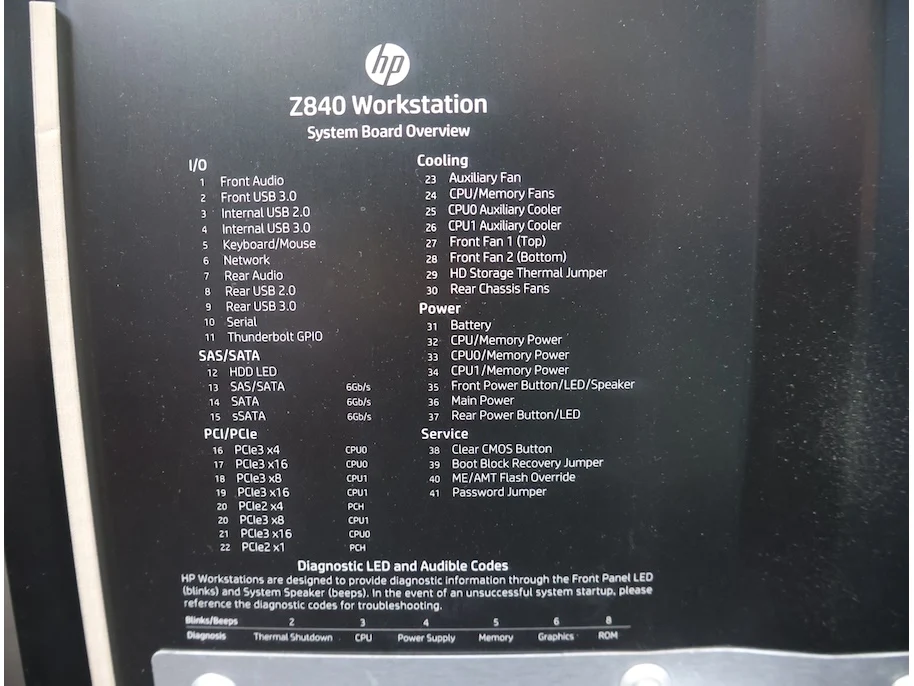 hp
Z840 Workstation
System Board Overview
I/O
1 Front Audio
2 Front USB 3.0
3 Internal USB 2.0
4 Internal USB 3.0
5 Keyboard/Mouse
6 Network
7 Rear Audio
8 Rear USB 2.0
9 Rear USB 3.0
10 Serial
11 Thunderbolt GPIO
SAS/SATA
12 HDD LED
13 SAS/SATA 6Gb/s
14 SATA 6Gb/s
15 sSATA 6Gb/s
PCI/PCIe
16 PCIe3 x4 CPU0
17 PCIe3 x16 CPU0
18 PCIe3 x8 CPU1
19 PCIe3 x16 CPU1
20 PCIe2 x4 PCH
20 PCIe3 x8 CPU1
21 PCIe3 x16 CPU0
22 PCIe2 x1 PCH
Cooling
23 Auxiliary Fan
24 CPU/Memory Fans
25 CPU0 Auxiliary Cooler
26 CPU1 Auxiliary Cooler
27 Front Fan 1 (Top)
28 Front Fan 2 (Bottom)
29 HD Storage Thermal Jumper
30 Rear Chassis Fans
Power
31 Battery
32 CPU/Memory Power
33 CPU0/Memory Power
34 CPU1/Memory Power
35 Front Power Button/LED/Speaker
36 Main Power
37 Rear Power Button/LED
Service
38 Clear CMOS Button
39 Boot Block Recovery Jumper
40 ME/AMT Flash Override
41 Password Jumper
Diagnostic LED and Audible Codes
HP Workstations are designed to provide diagnostic information through the Front Panel LED
(blinks) and System Speaker (beeps). In the event of an unsuccessful system startup, please
reference the diagnostic codes for troubleshooting.
Blinks/Beeps 2 3 4 5 6 8
Diagnosis Thermal Shutdown CPU Power Supply Memory Graphics ROM